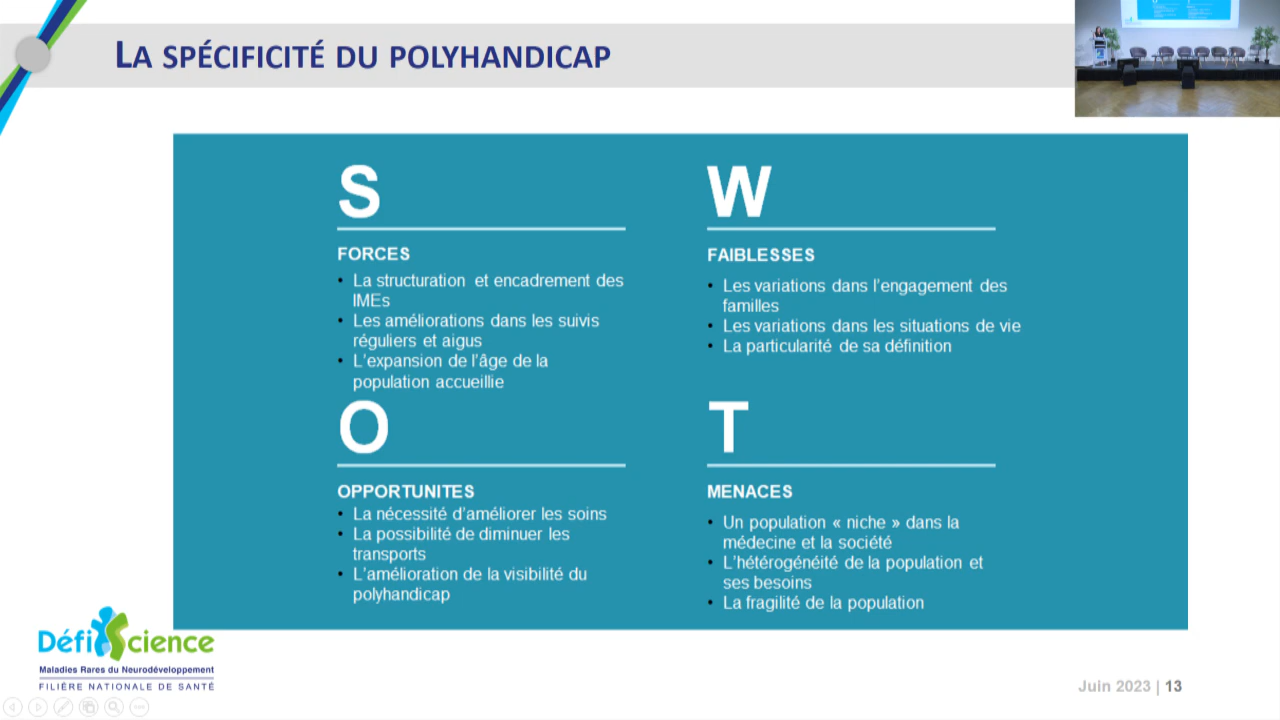 LA SPÉCIFICITÉ DU POLYHANDICAP
S
FORCES
• La structuration et encadrement des
IMEs
• Les améliorations dans les suivis
réguliers et aigus
• L'expansion de l'âge de la
population accueillie
W
FAIBLESSES
• Les variations dans l'engagement des
familles
• Les variations dans les situations de vie
• La particularité de sa définition
O
OPPORTUNITES
• La nécessité d'améliorer les soins
• La possibilité de diminuer les
transports
• L'amélioration de la visibilité du
polyhandicap
T
MENACES
• Un population « niche » dans la
médecine et la société
• L'hétérogénéité de la population et
ses besoins
• La fragilité de la population
DéfiScience
Maladies Rares du Neurodéveloppement
FILIÈRE NATIONALE DE SANTÉ
Juin 2023 | 13